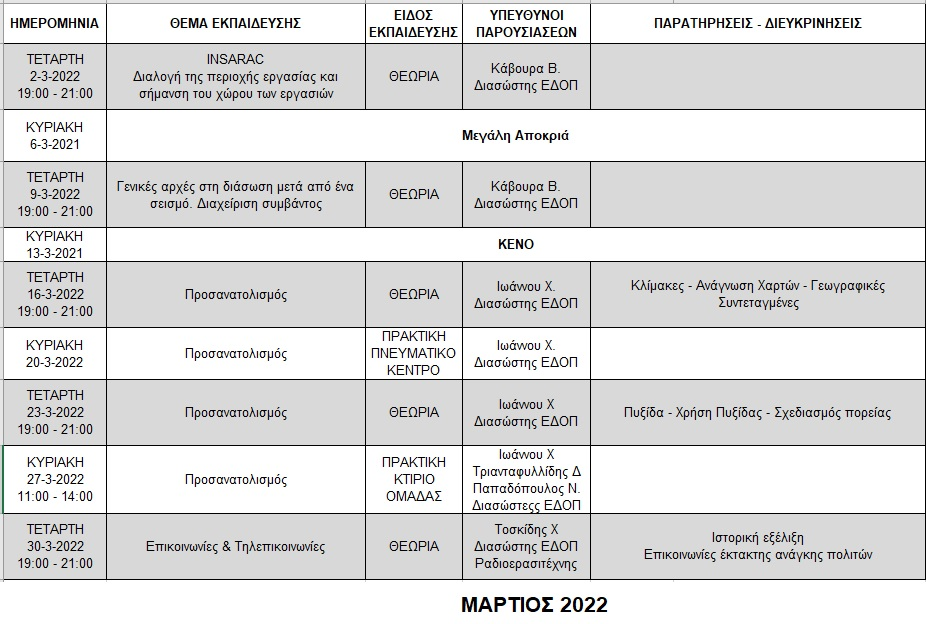 ΗΜΕΡΟΜΗΝΙΑ
ΘΕΜΑ ΕΚΠΑΙΔΕΥΣΗΣ
ΕΙΔΟΣ
ΕΚΠΑΙΔΕΥΣΗΣ
ΥΠΕΥΘΥΝΟΙ
ΠΑΡΟΥΣΙΑΣΕΩΝ
ΠΑΡΑΤΗΡΗΣΕΙΣ - ΔΙΕΥΚΡΙΝΗΣΕΙΣ
ΤΕΤΑΡΤΗ
2-3-2022
19:00 - 21:00
INSARAC
Διαλογή της περιοχής εργασίας και
σήμανση του χώρου των εργασιών
ΘΕΩΡΙΑ
Κάβουρα Β.
Διασώστης ΕΔΟΠ
ΚΥΡΙΑΚΗ
6-3-2021
Μεγάλη Αποκριά
ΤΕΤΑΡΤΗ
9-3-2022
19:00 - 21:00
Γενικές αρχές στη διάσωση μετά από ένα
σεισμό. Διαχείριση συμβάντος
ΘΕΩΡΙΑ
Κάβουρα Β.
Διασώστης ΕΔΟΠ
ΚΥΡΙΑΚΗ
13-3-2021
ΚΕΝΟ
ΤΕΤΑΡΤΗ
16-3-2022
19:00 - 21:00
Προσανατολισμός
ΘΕΩΡΙΑ
Ιωάννου Χ.
Διασώστης ΕΔΟΠ
Κλίμακες - Ανάγνωση Χαρτών - Γεωγραφικές
Συντεταγμένες
ΚΥΡΙΑΚΗ
20-3-2022
Προσανατολισμός
ΠΡΑΚΤΙΚΗ
ΠΝΕΥΜΑΤΙΚΟ
ΚΕΝΤΡΟ
Ιωάννου Χ.
Διασώστης ΕΔΟΠ
ΤΕΤΑΡΤΗ
23-3-2022
19:00 - 21:00
Προσανατολισμός
ΘΕΩΡΙΑ
Ιωάννου Χ
Διασώστης ΕΔΟΠ
Πυξίδα - Χρήση Πυξίδας - Σχεδιασμός πορείας
ΚΥΡΙΑΚΗ
27-3-2022
11:00 - 14:00
Προσανατολισμός
ΠΡΑΚΤΙΚΗ
ΚΤΙΡΙΟ
ΟΜΑΔΑΣ
Ιωάννου Χ
Τριανταφυλλίδης Δ
Παπαδόπουλος Ν.
Διασώστεςς ΕΔΟΠ
ΤΕΤΑΡΤΗ
30-3-2022
19:00 - 21:00
Επικοινωνίες & Τηλεπικοινωνίες
ΘΕΩΡΙΑ
Τοσκίδης Χ
Διασώστης ΕΔΟΠ
Ραδιοερασιτέχνης
Ιστορική εξέλιξη
Επικοινωνίες έκτακτης ανάγκης πολιτών
ΜΑΡΤΙΟΣ 2022